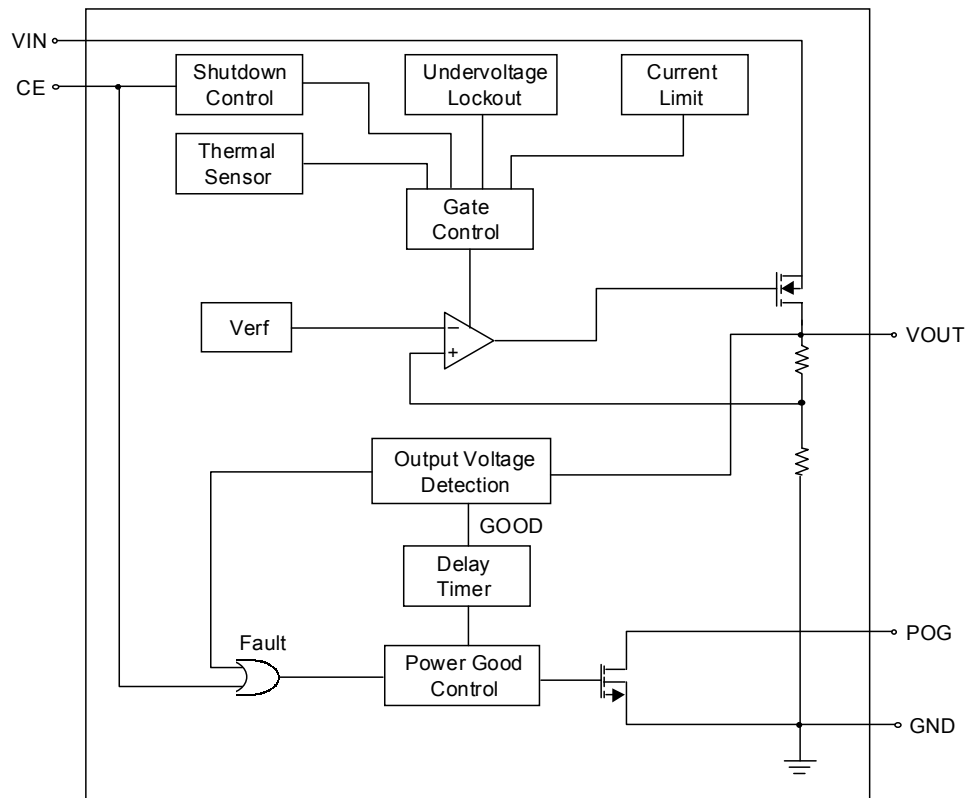 VIN
CE
Shutdown
Control
Undervoltage
Lockout
Current
Limit
Thermal
Sensor
Gate
Control
Verf
−
+
VOUT
Output Voltage
Detection
GOOD
Delay
Timer
Fault
Power Good
Control
POG
GND